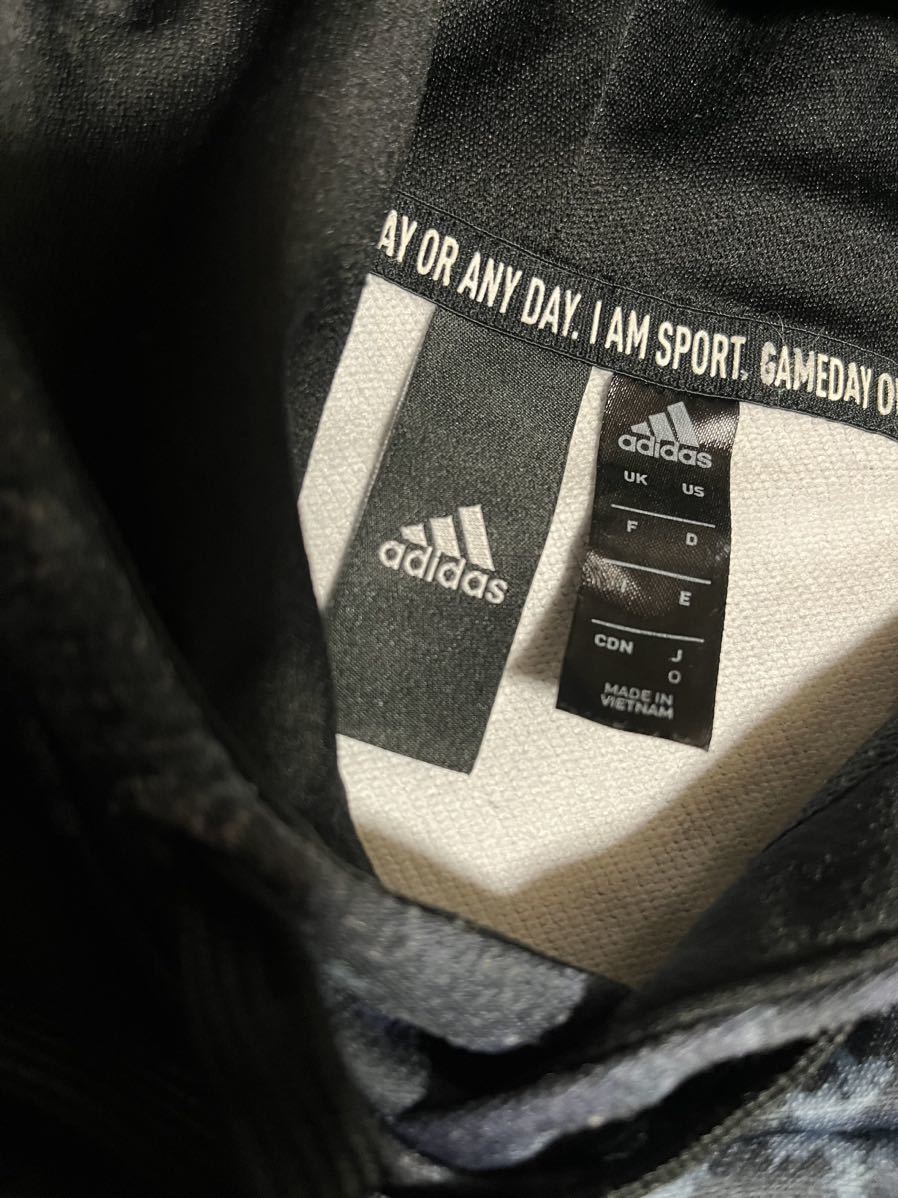 AY OR ANY DAY. I AM SPORT. GAMEDAY O
adidas
adidas
UK US
F D
I E
CDN J
O
MADE IN
VIETNAM